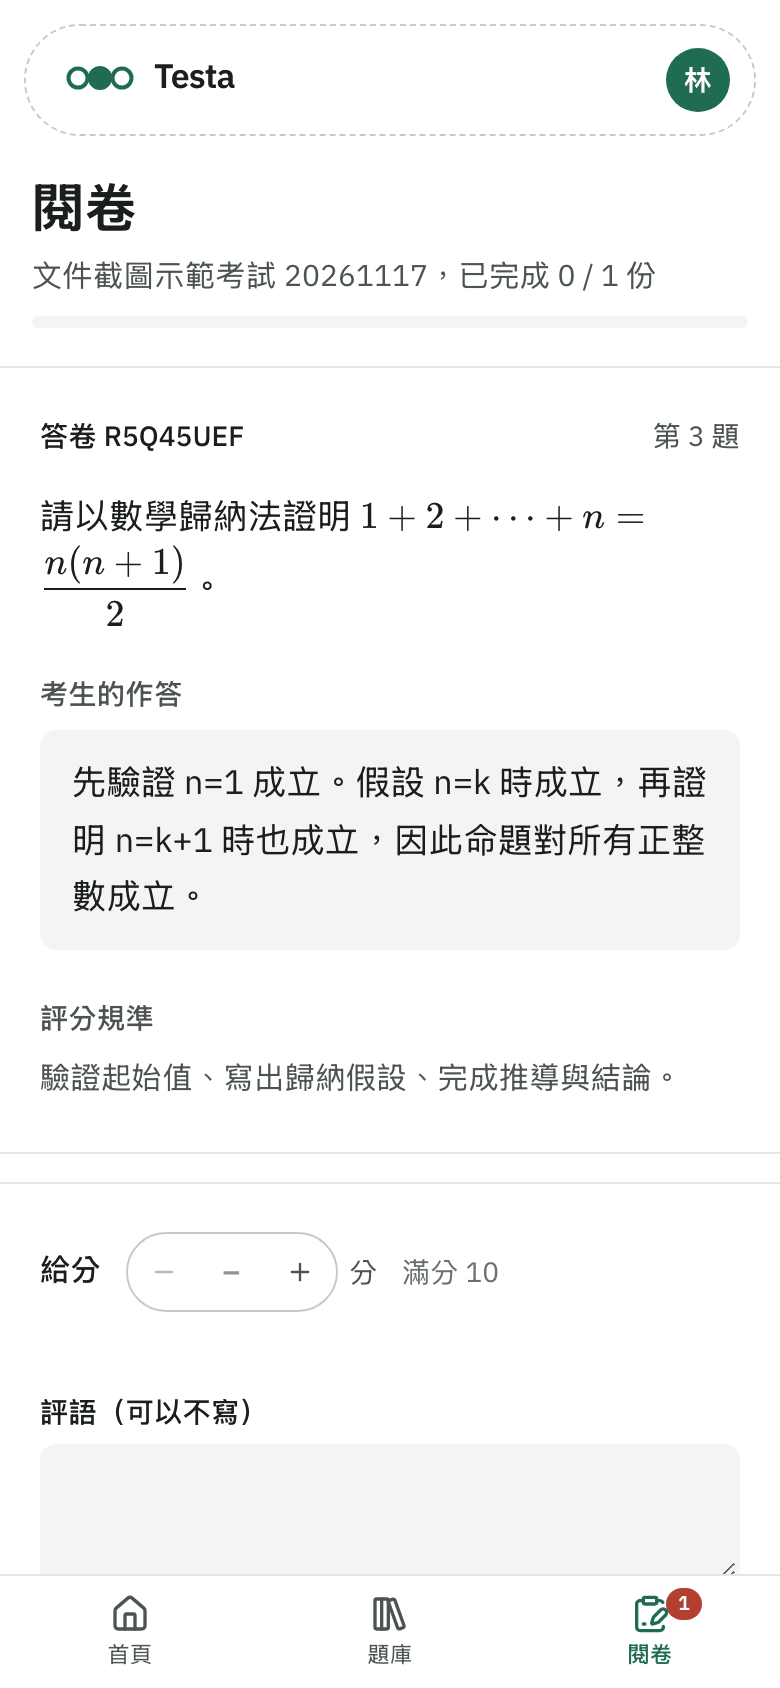 Testa
林
閱卷
文件截圖示範考試 20261117，已完成 0 / 1 份
答卷 R5Q45UEF
第 3 題
請以數學歸納法證明 1 + 2 + ⋯ + n =
n(n + 1)
2
。
考生的作答
先驗證 n=1 成立。假設 n=k 時成立，再證
明 n=k+1 時也成立，因此命題對所有正整
數成立。
評分規準
驗證起始值、寫出歸納假設、完成推導與結論。
給分
− – +
分
滿分 10
評語（可以不寫）
首頁
題庫
閱卷
1